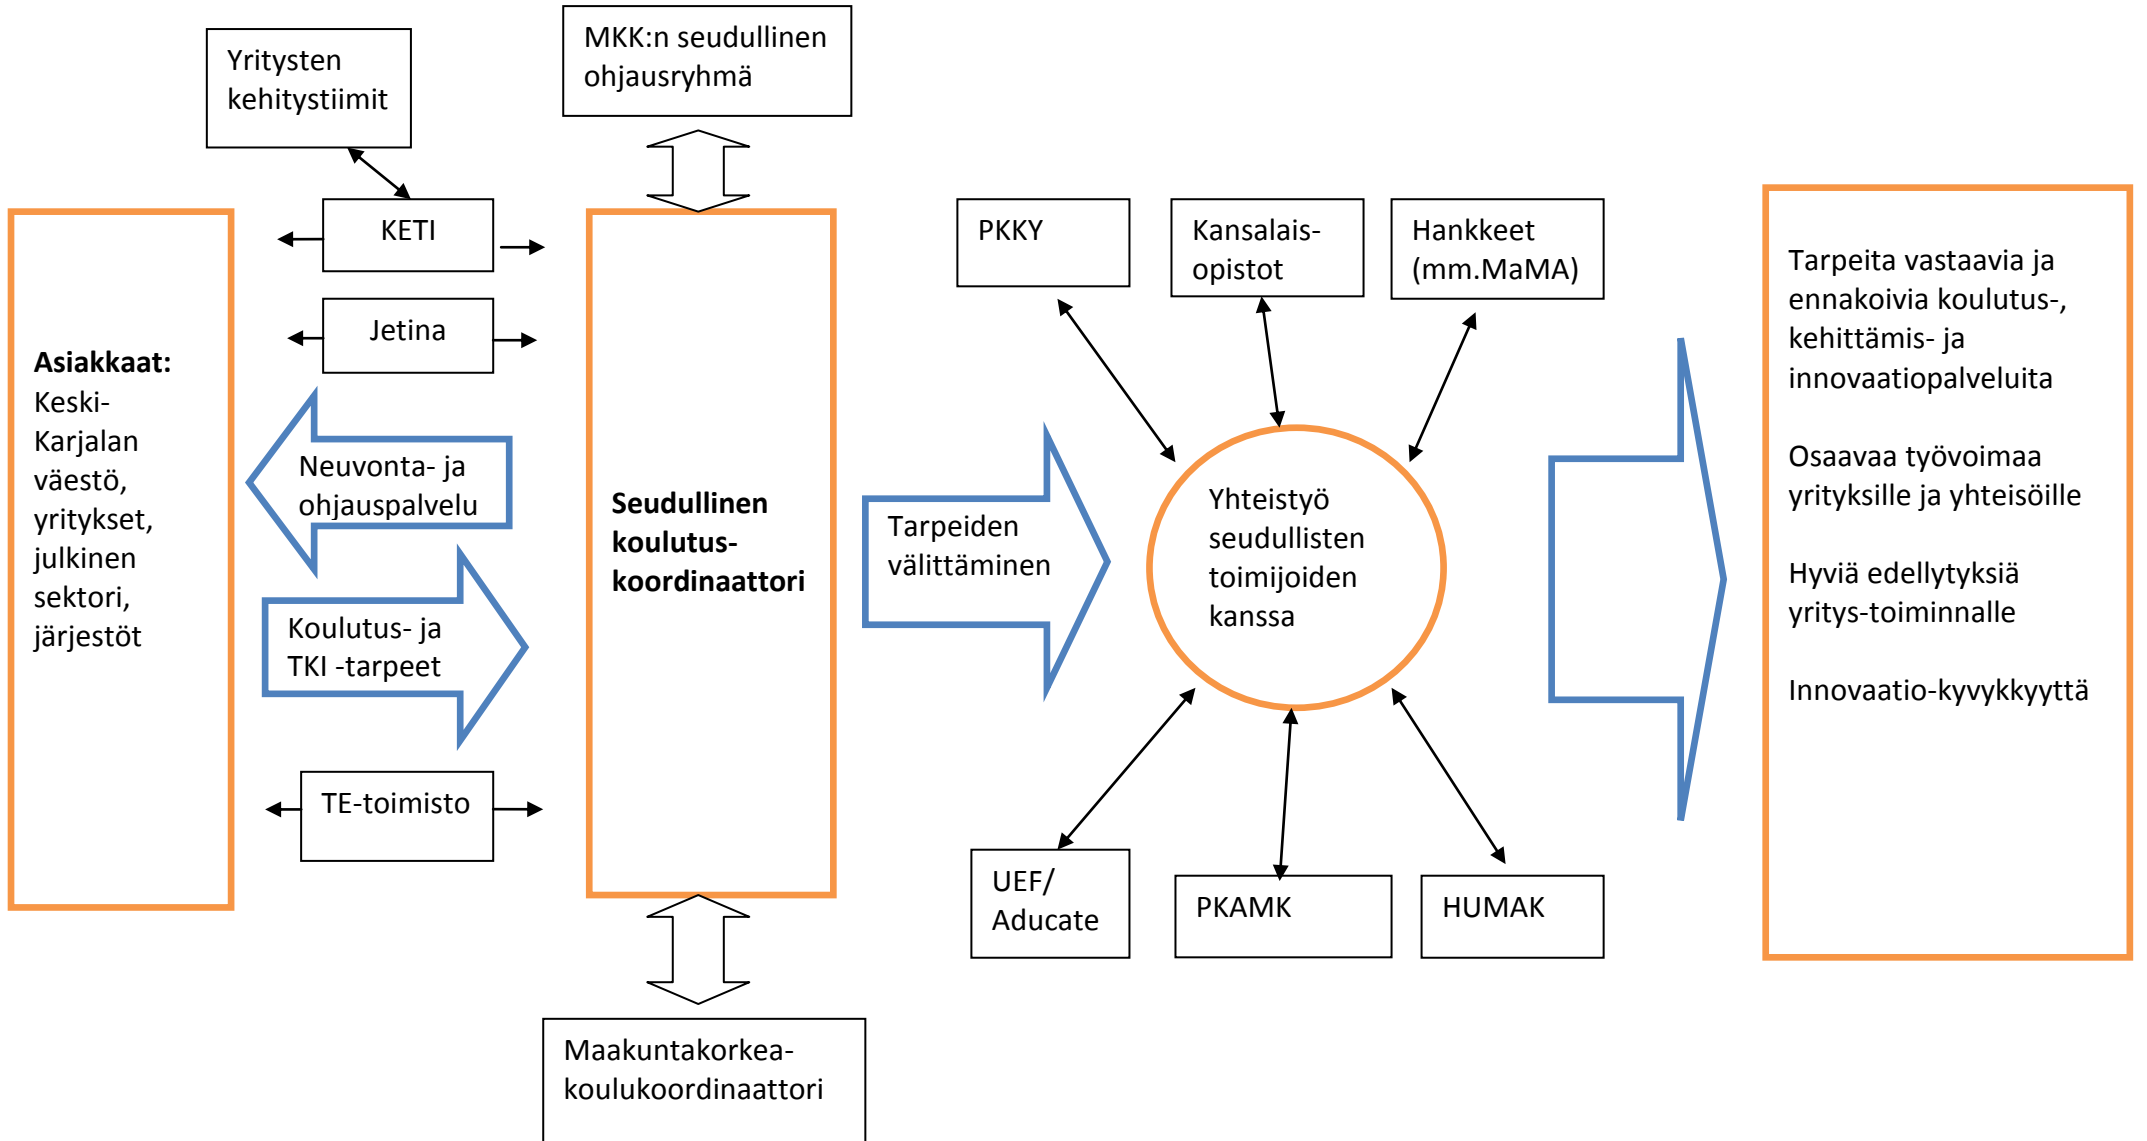 Yritysten
kehitystiimit
MKK:n seudullinen
ohjausryhmä
KETI
Jetina
Asiakkaat:
Keski-
Karjalan
väestö,
yritykset,
julkinen
sektori,
järjestöt
Neuvonta- ja
ohjauspalvelu
Koulutus- ja
TKI -tarpeet
TE-toimisto
Seudullinen
koulutus-
koordinaattori
Maakuntakorkea-
koulukoordinaattori
Tarpeiden
välittäminen
PKKY
Kansalais-
opistot
Hankkeet
(mm.MaMA)
Yhteistyö
seudullisten
toimijoiden
kanssa
UEF/
Aducate
PKAMK
HUMAK
Tarpeita vastaavia ja
ennakoivia koulutus-,
kehittämis- ja
innovaatiopalveluita
Osaavaa työvoimaa
yrityksille ja yhteisöille
Hyviä edellytyksiä
yritys-toiminnalle
Innovaatio-kyvykkyyttä